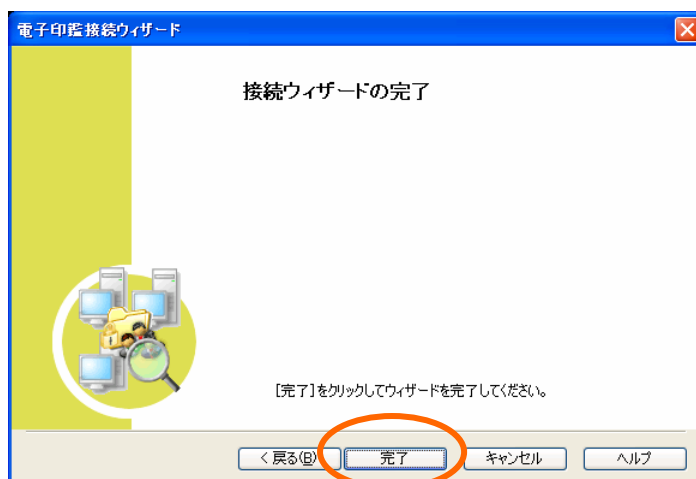 電子印鑑接続ウィザード
接続ウィザードの完了
[完了]をクリックしてウィザードを完了してください。
< 戻る(B)
完了
キャンセル
ヘルプ